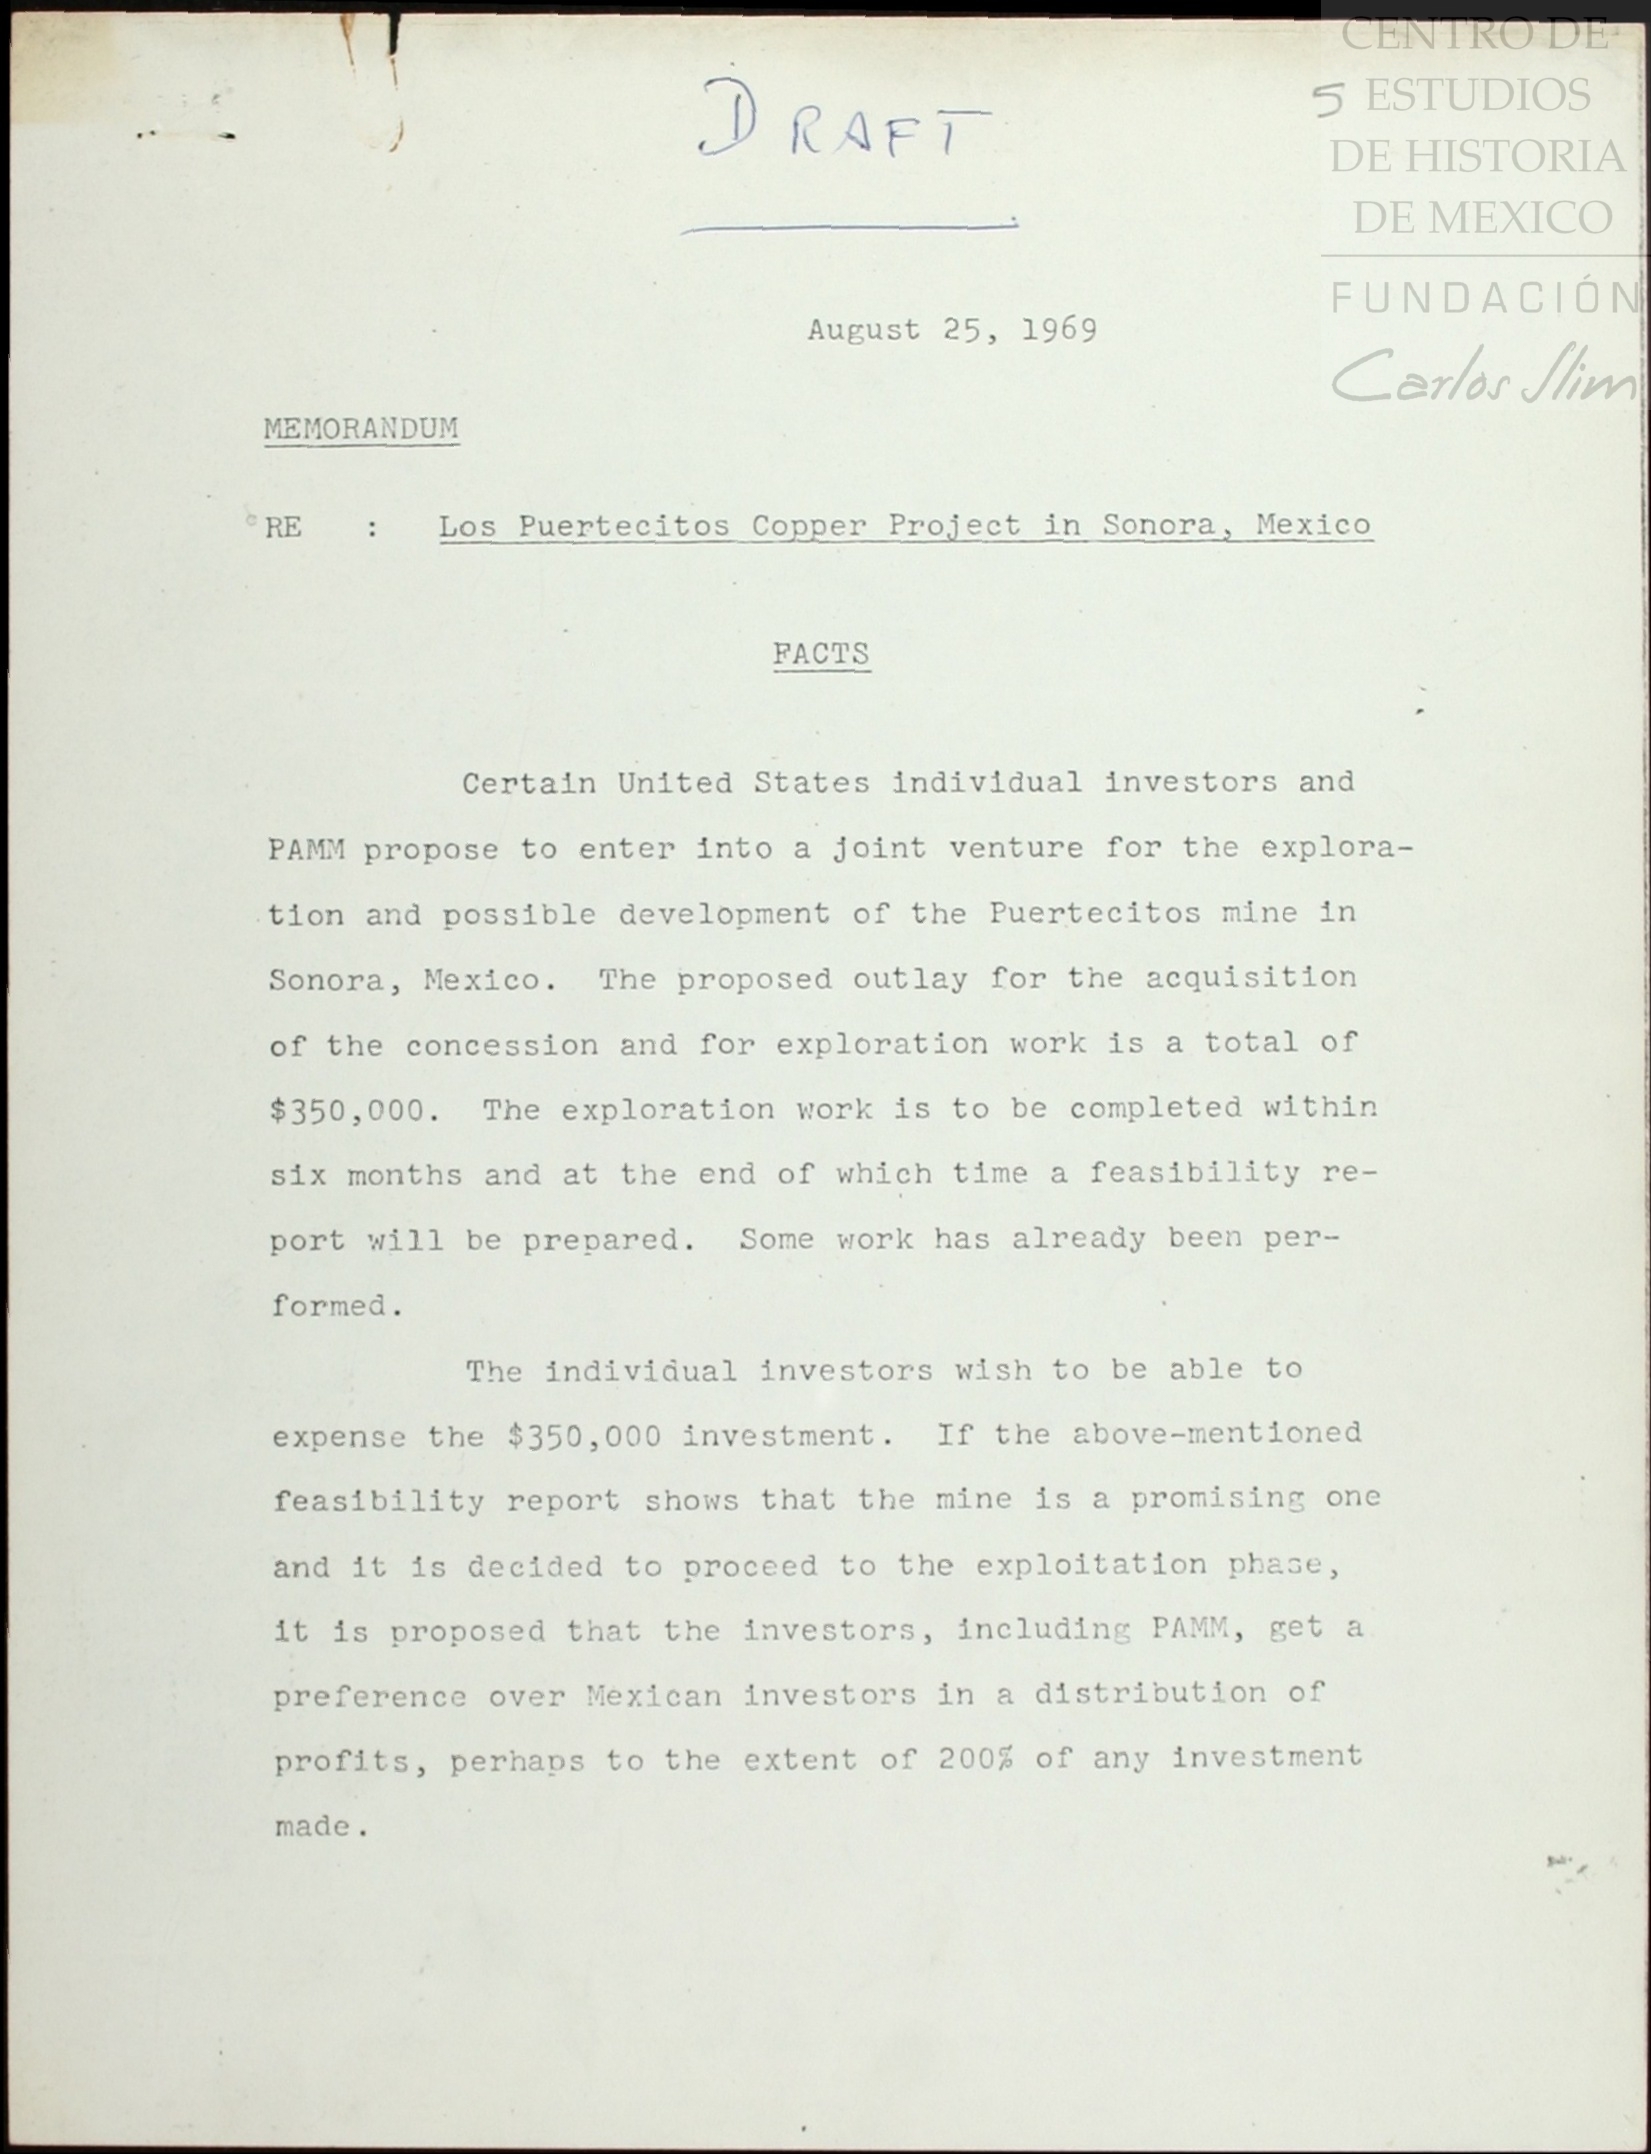 DRAFT
5
CENTRO DE
ESTUDIOS
DE HISTORIA
DE MEXICO
FUNDACIÓN
Carlos Slim
August 25, 1969
MEMORANDUM
RE : Los Puertecitos Copper Project in Sonora, Mexico
FACTS
Certain United States individual investors and
PAMM propose to enter into a joint venture for the explora-
tion and possible development of the Puertecitos mine in
Sonora, Mexico. The proposed outlay for the acquisition
of the concession and for exploration work is a total of
$350,000. The exploration work is to be completed within
six months and at the end of which time a feasibility re-
port will be prepared. Some work has already been per-
formed.
The individual investors wish to be able to
expense the $350,000 investment. If the above-mentioned
feasibility report shows that the mine is a promising one
and it is decided to proceed to the exploitation phase,
it is proposed that the investors, including PAMM, get a
preference over Mexican investors in a distribution of
profits, perhaps to the extent of 200% of any investment
made.